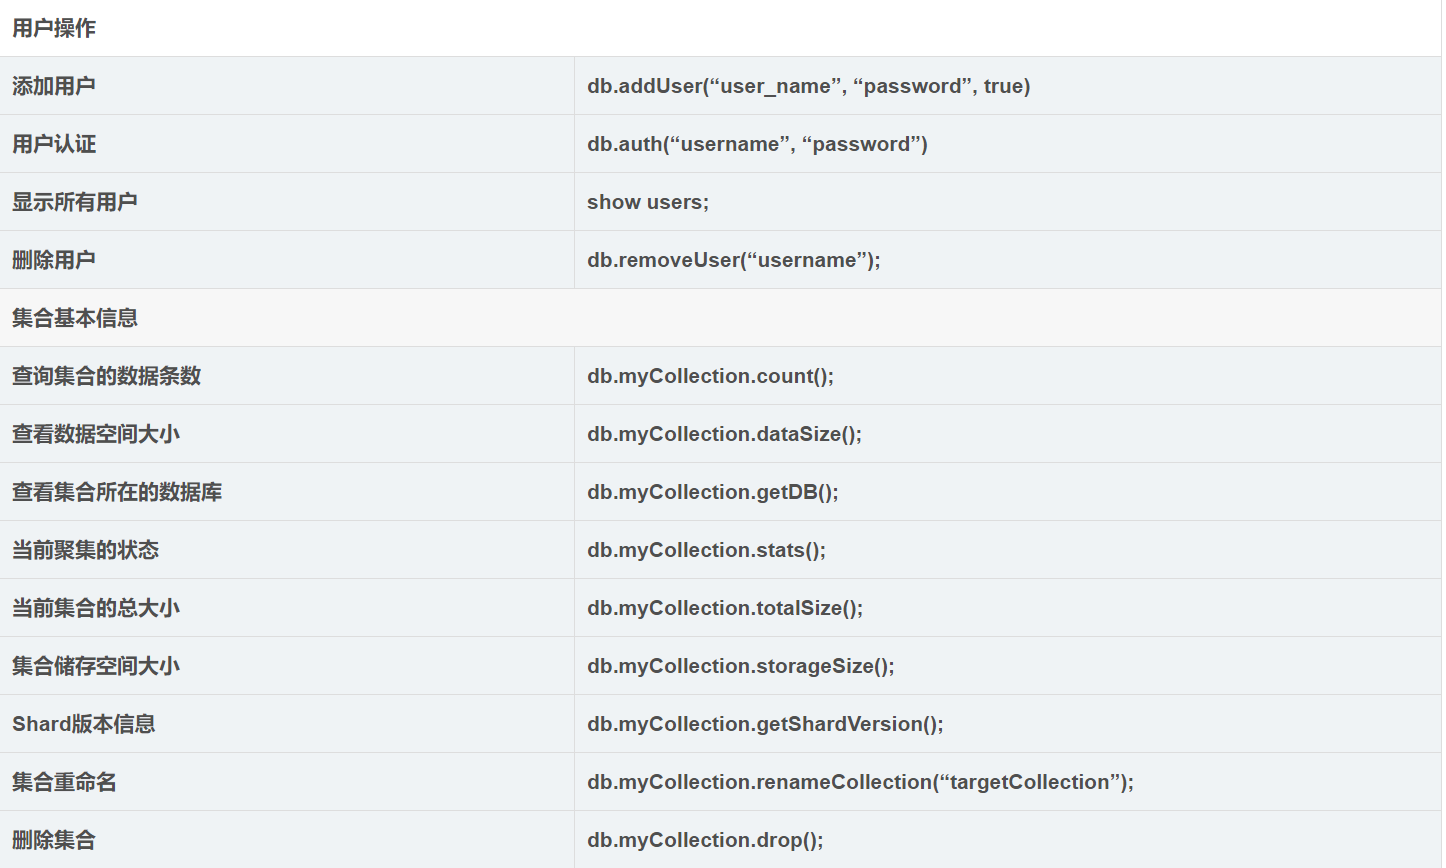 用户操作
添加用户 db.addUser(“user_name”, “password”, true)
用户认证 db.auth(“username”, “password”)
显示所有用户 show users;
删除用户 db.removeUser(“username”);
集合基本信息
查询集合的数据条数 db.myCollection.count();
查看数据空间大小 db.myCollection.dataSize();
查看集合所在的数据库 db.myCollection.getDB();
当前聚集的状态 db.myCollection.stats();
当前集合的总大小 db.myCollection.totalSize();
集合储存空间大小 db.myCollection.storageSize();
Shard版本信息 db.myCollection.getShardVersion();
集合重命名 db.myCollection.renameCollection(“targetCollection”);
删除集合 db.myCollection.drop();